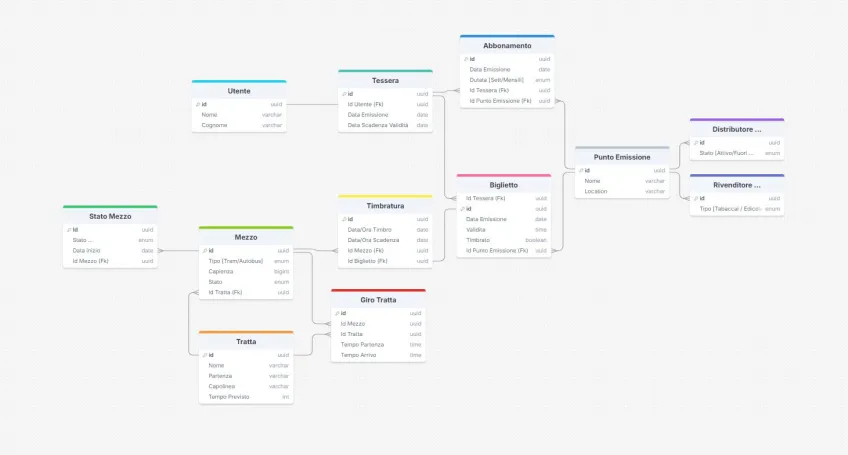 Abbonamento
id uuid
Data Emissione date
Durata [Sett/Mensili] enum
Id Tessera (Fk) uuid
Id Punto Emissione (Fk) uuid
Tessera
id uuid
Id Utente (Fk) uuid
Data Emissione date
Data Scadenza Validità date
Utente
id uuid
Nome varchar
Cognome varchar
Distributore ...
id uuid
Stato [Attivo/Fuori ... enum
Punto Emissione
id uuid
Nome varchar
Location varchar
Rivenditore ...
id uuid
Tipo [Tabaccai / Edicol- enum
Biglietto
Id Tessera (Fk) uuid
id uuid
Data Emissione date
Validita time
Timbrato boolean
Id Punto Emissione (Fk) uuid
Timbratura
id uuid
Data/Ora Timbro date
Data/Ora Scadenza date
Id Mezzo (Fk) uuid
Id Biglietto (Fk) uuid
Stato Mezzo
id uuid
Stato ... enum
Data inizio date
Id Mezzo (Fk) uuid
Mezzo
id uuid
Tipo [Tram/Autobus] enum
Capienza bigint
Stato enum
Id Tratta (Fk) uuid
Giro Tratta
id uuid
Id Mezzo uuid
Id Tratta uuid
Tempo Partenza time
Tempo Arrivo time
Tratta
id uuid
Nome varchar
Partenza varchar
Capolinea varchar
Tempo Previsto int